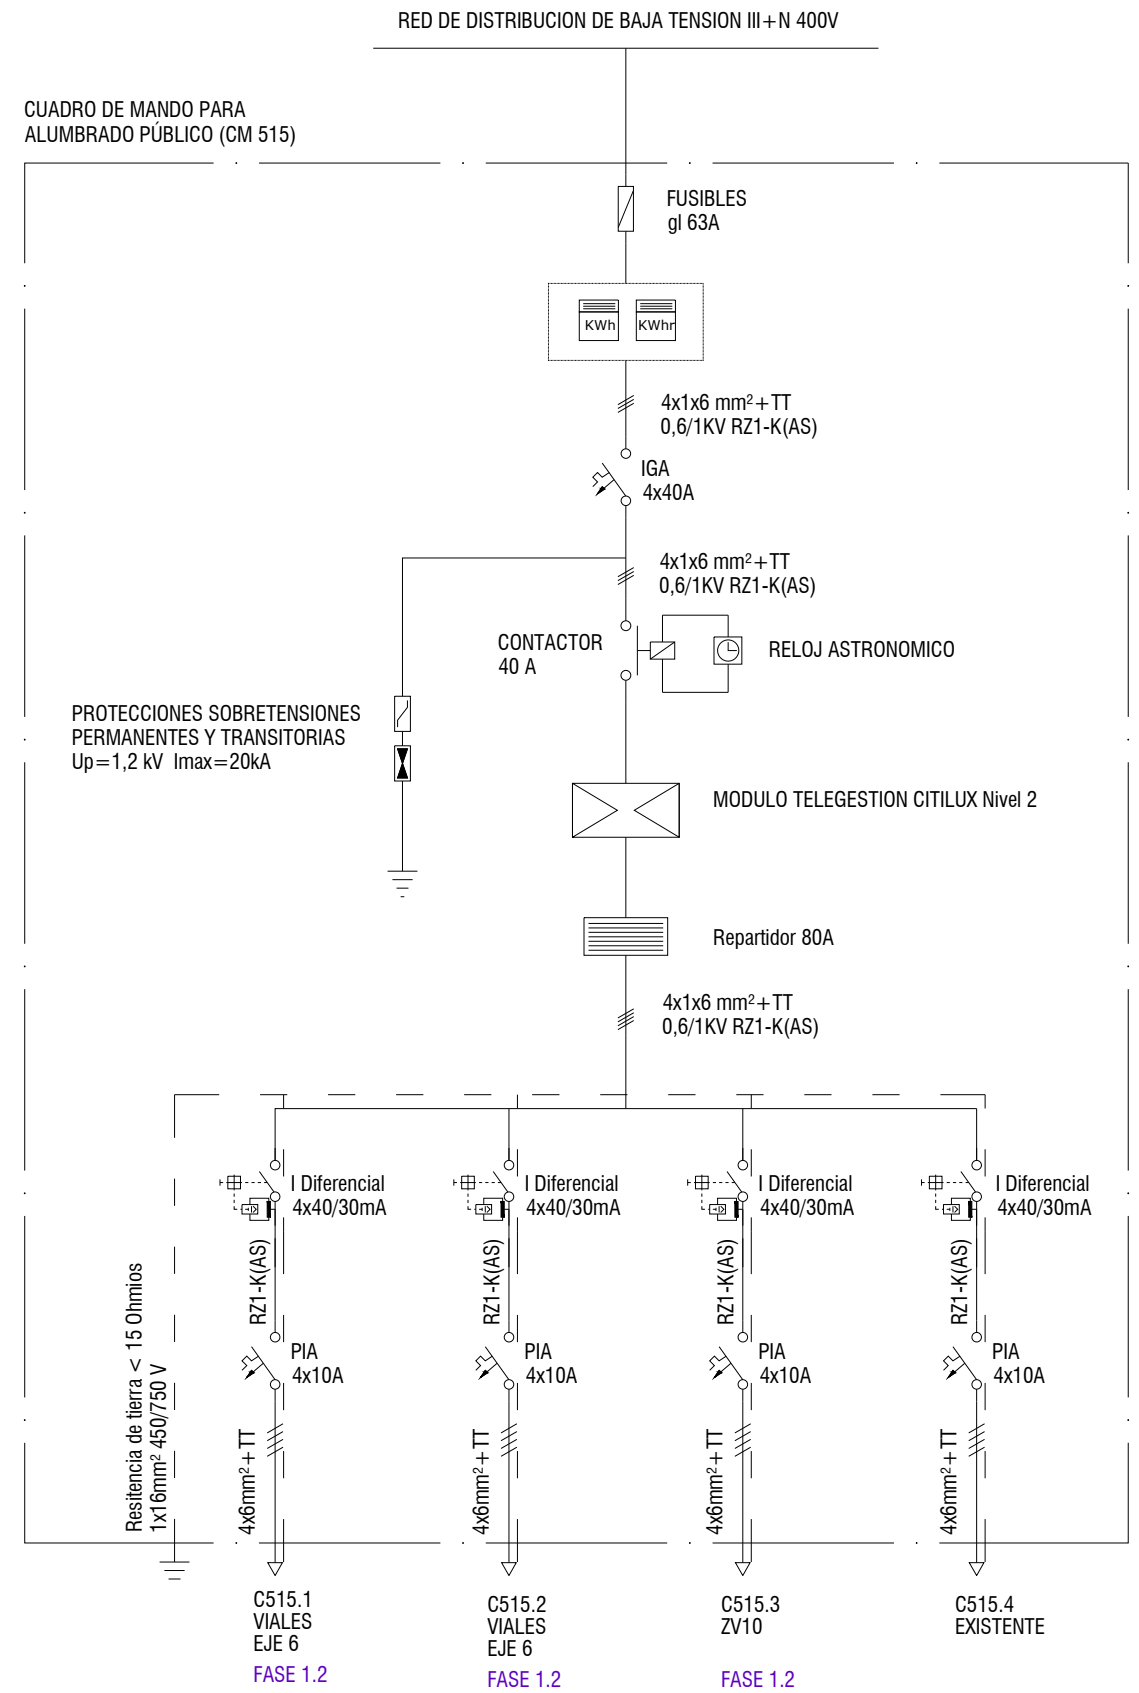 RED DE DISTRIBUCION DE BAJA TENSION III+N 400V
CUADRO DE MANDO PARA
ALUMBRADO PÚBLICO (CM 515)
FUSIBLES
gl 63A
KWh
KWhr
4x1x6 mm²+TT
0,6/1KV RZ1-K(AS)
IGA
4x40A
4x1x6 mm²+TT
0,6/1KV RZ1-K(AS)
CONTACTOR
40 A
RELOJ ASTRONOMICO
PROTECCIONES SOBRETENSIONES
PERMANENTES Y TRANSITORIAS
Up=1,2 kV Imax=20kA
MODULO TELEGESTION CITILUX Nivel 2
Repartidor 80A
4x1x6 mm²+TT
0,6/1KV RZ1-K(AS)
Resitencia de tierra < 15 Ohmios
1x16mm² 450/750 V
I Diferencial
4x40/30mA
RZ1-K(AS)
PIA
4x10A
4x6mm²+TT
C515.1
VIALES
EJE 6
FASE 1.2
I Diferencial
4x40/30mA
RZ1-K(AS)
PIA
4x10A
4x6mm²+TT
C515.2
VIALES
EJE 6
FASE 1.2
I Diferencial
4x40/30mA
RZ1-K(AS)
PIA
4x10A
4x6mm²+TT
C515.3
ZV10
FASE 1.2
I Diferencial
4x40/30mA
RZ1-K(AS)
PIA
4x10A
4x6mm²+TT
C515.4
EXISTENTE